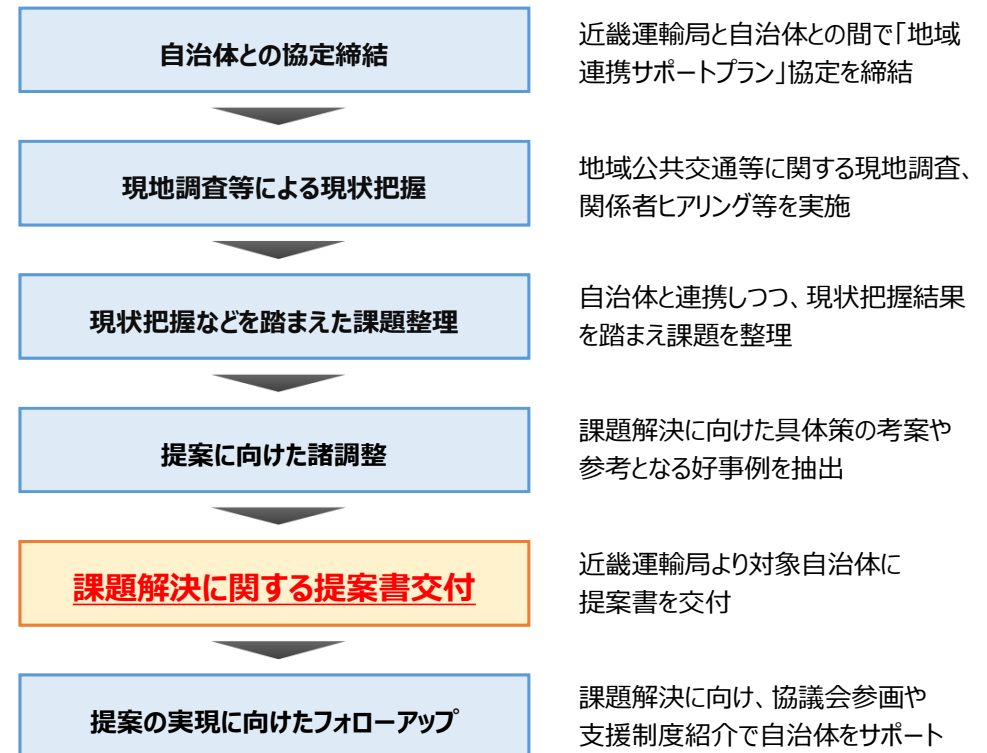 自治体との協定締結
近畿運輸局と自治体との間で「地域
連携サポートプラン」協定を締結
現地調査等による現状把握
地域公共交通等に関する現地調査、
関係者ヒアリング等を実施
現状把握などを踏まえた課題整理
自治体と連携しつつ、現状把握結果
を踏まえ課題を整理
提案に向けた諸調整
課題解決に向けた具体策の考案や
参考となる好事例を抽出
課題解決に関する提案書交付
近畿運輸局より対象自治体に
提案書を交付
提案の実現に向けたフォローアップ
課題解決に向け、協議会参画や
支援制度紹介で自治体をサポート